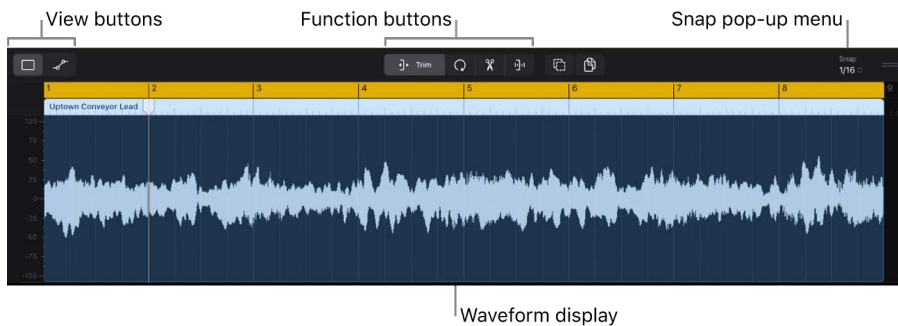 View buttons
Function buttons
Snap pop-up menu
Trim
Snap
1/16
1 2 3 4 5 6 7 8 9
Uptown Conveyor Lead
100
75
50
25
0
-25
-50
-75
-100
Waveform display